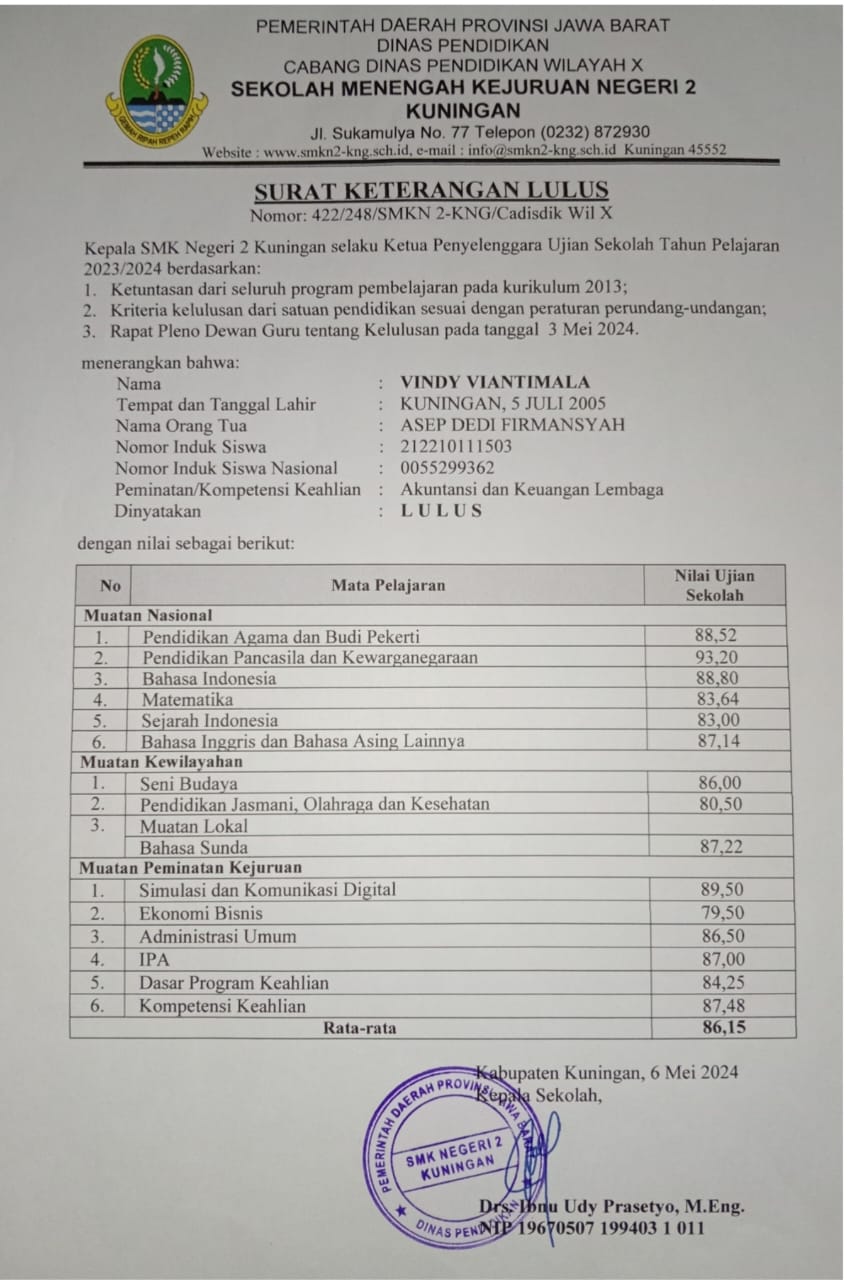 PEMERINTAH DAERAH PROVINSI JAWA BARAT
DINAS PENDIDIKAN
CABANG DINAS PENDIDIKAN WILAYAH X
SEKOLAH MENENGAH KEJURUAN NEGERI 2
KUNINGAN
Jl. Sukamulya No. 77 Telepon (0232) 872930
Website : www.smkn2-kng.sch.id, e-mail : info@smkn2-kng.sch.id Kuningan 45552
GEMAH RIPAH REPEH RAPIH
SURAT KETERANGAN LULUS
Nomor: 422/248/SMKN 2-KNG/Cadisdik Wil X
Kepala SMK Negeri 2 Kuningan selaku Ketua Penyelenggara Ujian Sekolah Tahun Pelajaran
2023/2024 berdasarkan:
1. Ketuntasan dari seluruh program pembelajaran pada kurikulum 2013;
2. Kriteria kelulusan dari satuan pendidikan sesuai dengan peraturan perundang-undangan;
3. Rapat Pleno Dewan Guru tentang Kelulusan pada tanggal 3 Mei 2024.
menerangkan bahwa:
Nama : VINDY VIANTIMALA
Tempat dan Tanggal Lahir : KUNINGAN, 5 JULI 2005
Nama Orang Tua : ASEP DEDI FIRMANSYAH
Nomor Induk Siswa : 212210111503
Nomor Induk Siswa Nasional : 0055299362
Peminatan/Kompetensi Keahlian : Akuntansi dan Keuangan Lembaga
Dinyatakan : L U L U S
dengan nilai sebagai berikut:
No Mata Pelajaran Nilai Ujian Sekolah
Muatan Nasional
1. Pendidikan Agama dan Budi Pekerti 88,52
2. Pendidikan Pancasila dan Kewarganegaraan 93,20
3. Bahasa Indonesia 88,80
4. Matematika 83,64
5. Sejarah Indonesia 83,00
6. Bahasa Inggris dan Bahasa Asing Lainnya 87,14
Muatan Kewilayahan
1. Seni Budaya 86,00
2. Pendidikan Jasmani, Olahraga dan Kesehatan 80,50
3. Muatan Lokal
Bahasa Sunda 87,22
Muatan Peminatan Kejuruan
1. Simulasi dan Komunikasi Digital 89,50
2. Ekonomi Bisnis 79,50
3. Administrasi Umum 86,50
4. IPA 87,00
5. Dasar Program Keahlian 84,25
6. Kompetensi Keahlian 87,48
Rata-rata 86,15
Kabupaten Kuningan, 6 Mei 2024
Kepala Sekolah,
PEMERINTAH DAERAH PROVINSI JAWA BARAT
SMK NEGERI 2
KUNINGAN
DINAS PENDIDIKAN
Drs. Ibnu Udy Prasetyo, M.Eng.
NIP 19670507 199403 1 011